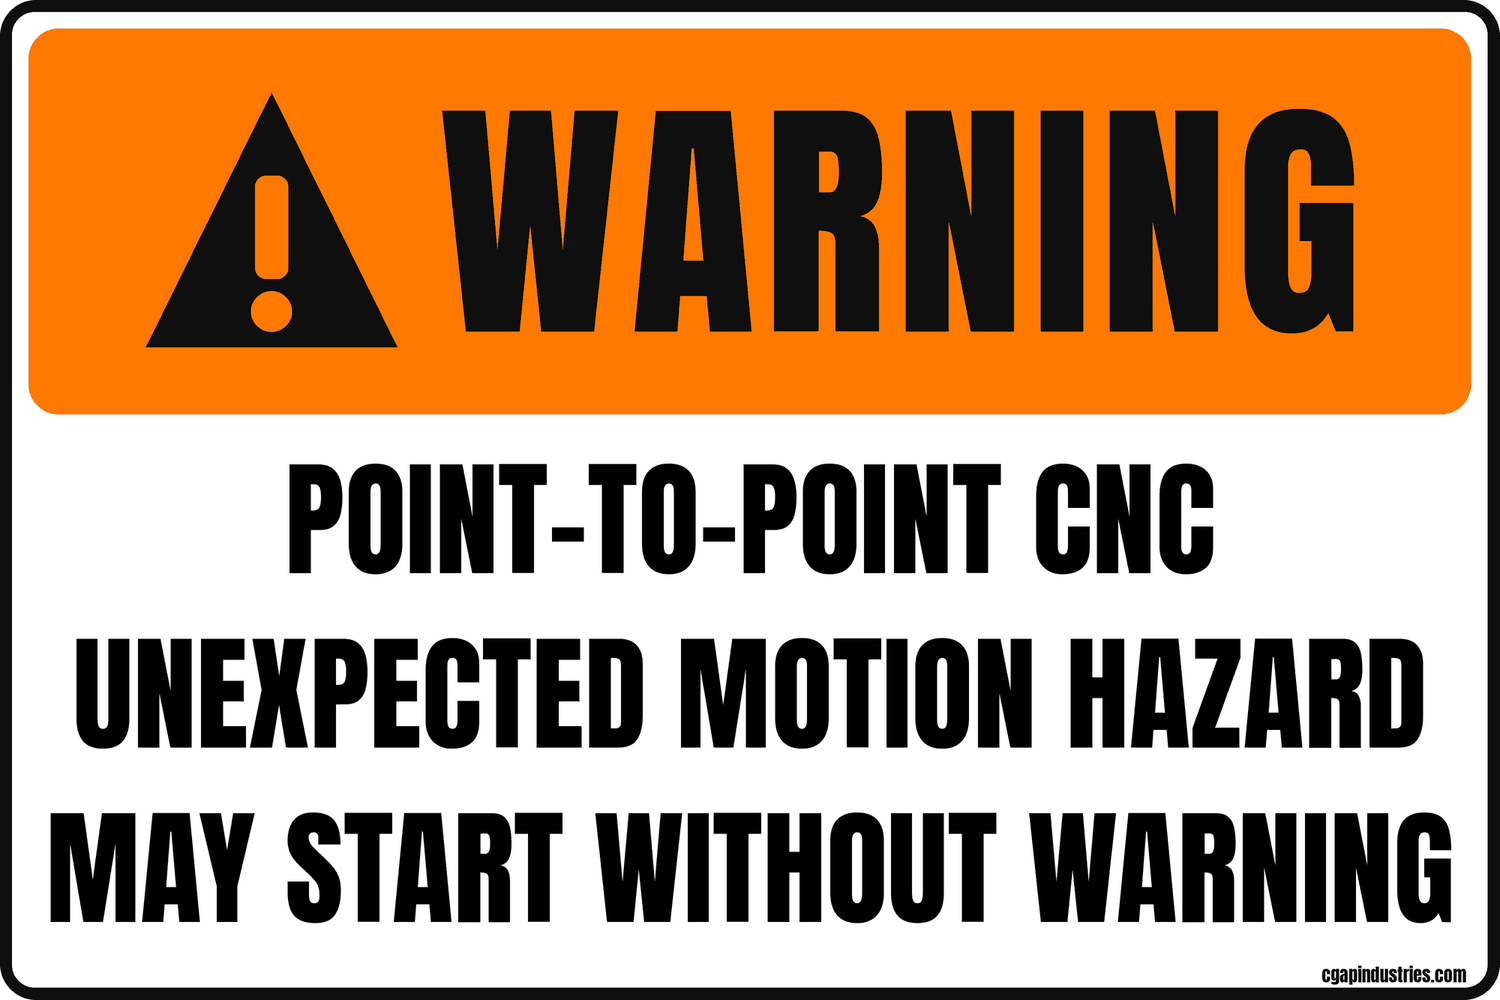 WARNING
POINT-TO-POINT CNC
UNEXPECTED MOTION HAZARD
MAY START WITHOUT WARNING
cgapindustries.com